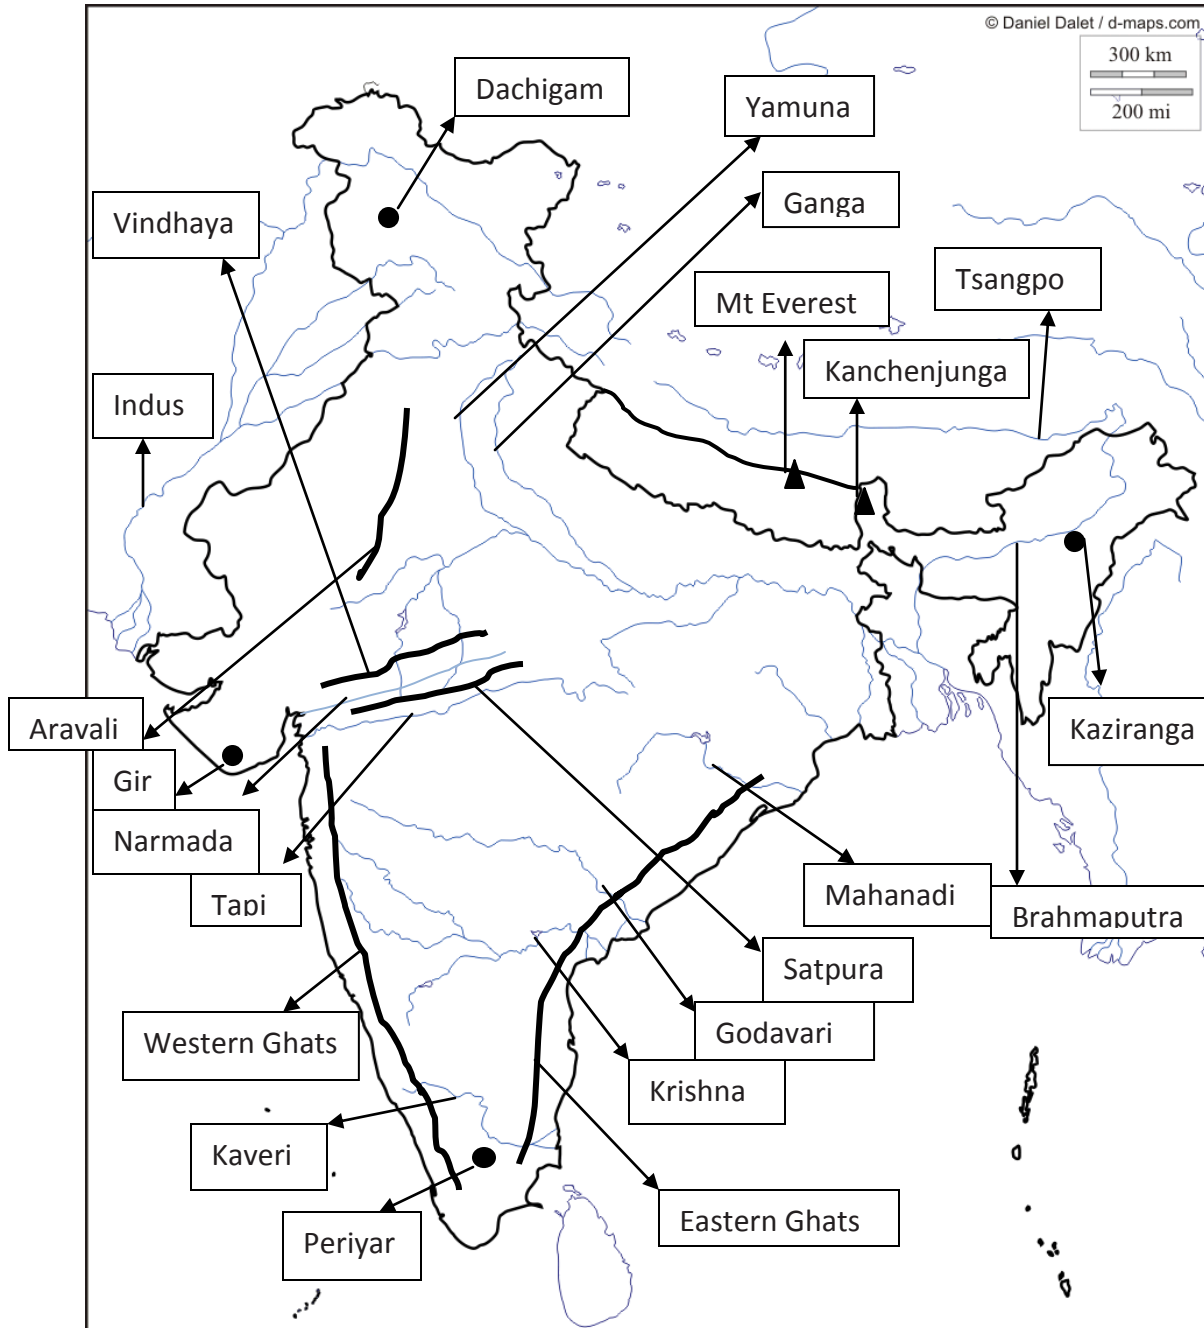 © Daniel Dalet / d-maps.com
300 km
200 mi
Dachigam
Yamuna
Ganga
Vindhaya
Mt Everest
Tsangpo
Kanchenjunga
Indus
Aravali
Gir
Narmada
Tapi
Kaziranga
Mahanadi
Brahmaputra
Satpura
Godavari
Western Ghats
Krishna
Kaveri
Periyar
Eastern Ghats